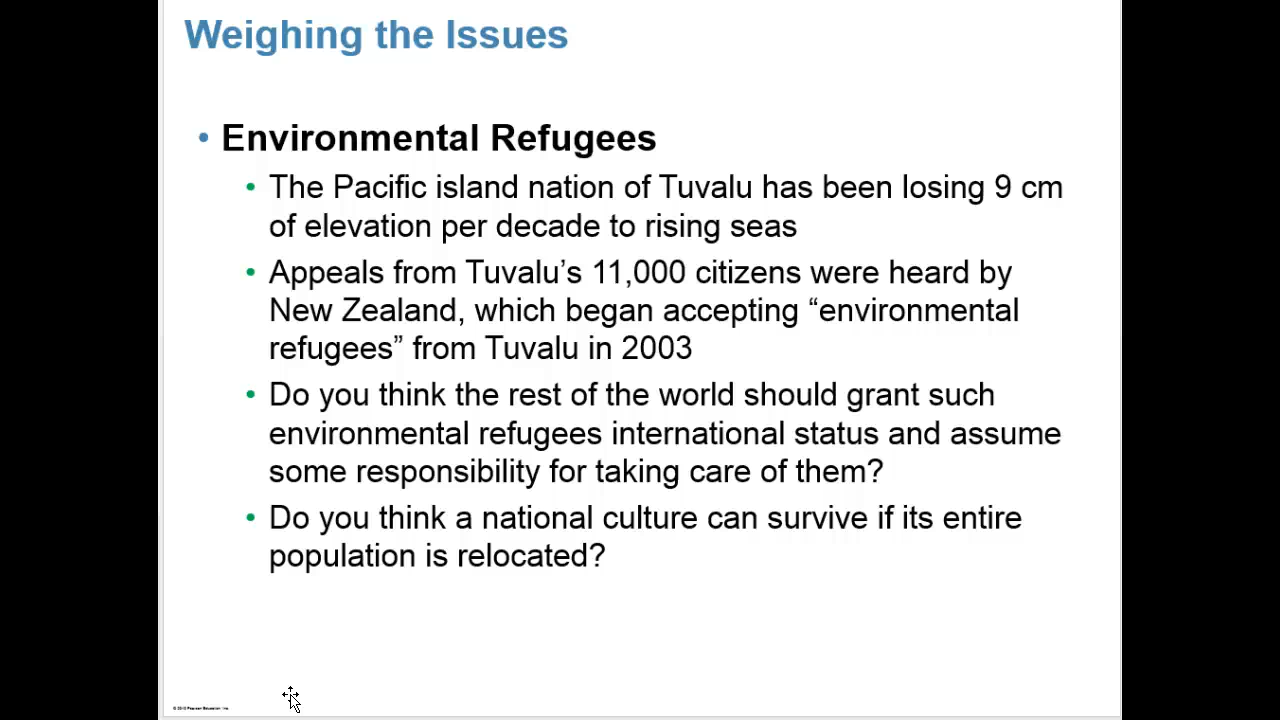 Weighing the Issues
• Environmental Refugees
• The Pacific island nation of Tuvalu has been losing 9 cm
of elevation per decade to rising seas
• Appeals from Tuvalu’s 11,000 citizens were heard by
New Zealand, which began accepting “environmental
refugees” from Tuvalu in 2003
• Do you think the rest of the world should grant such
environmental refugees international status and assume
some responsibility for taking care of them?
• Do you think a national culture can survive if its entire
population is relocated?